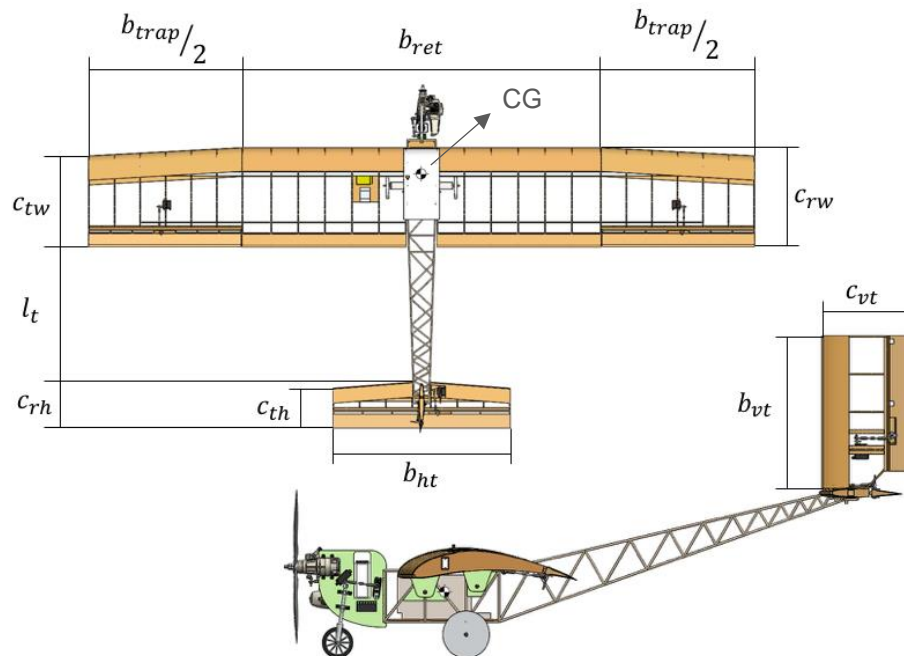 b_trap/2
b_ret
b_trap/2
CG
c_tw
c_rw
l_t
c_vt
c_rh
c_th
b_vt
b_ht